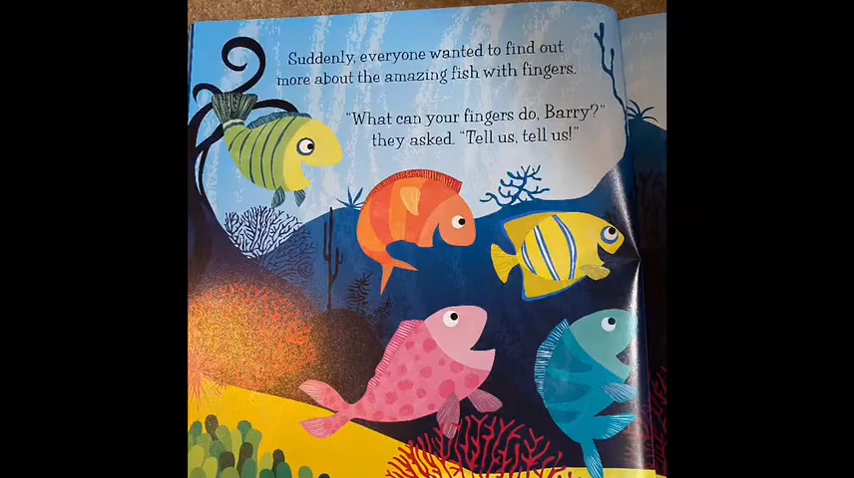 Suddenly, everyone wanted to find out
more about the amazing fish with fingers.
"What can your fingers do, Barry?"
they asked. "Tell us, tell us!"